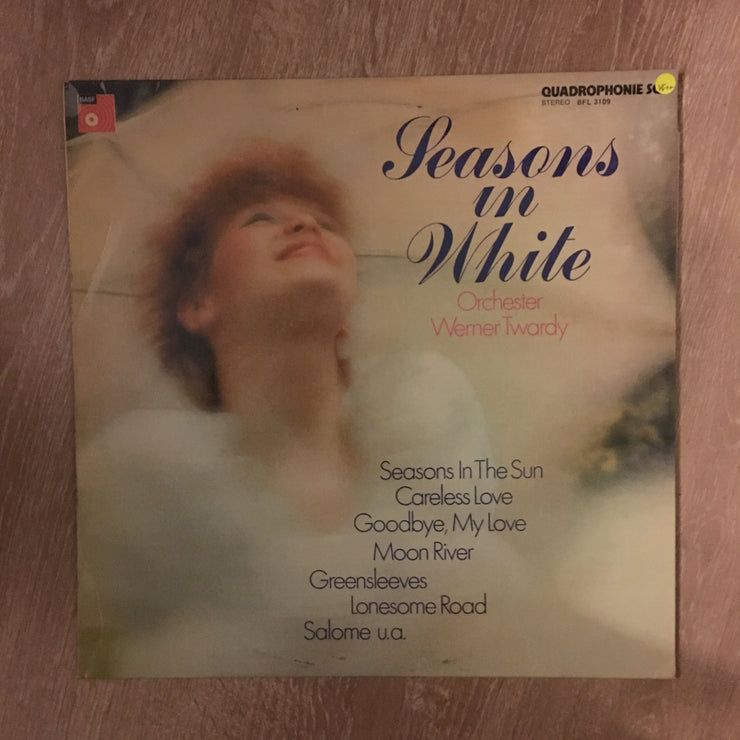 BASF
QUADROPHONIE
STEREO BFL 3109
Seasons
in
White
Orchester
Werner Twardy
Seasons In The Sun
Careless Love
Goodbye, My Love
Moon River
Greensleeves
Lonesome Road
Salome u.a.